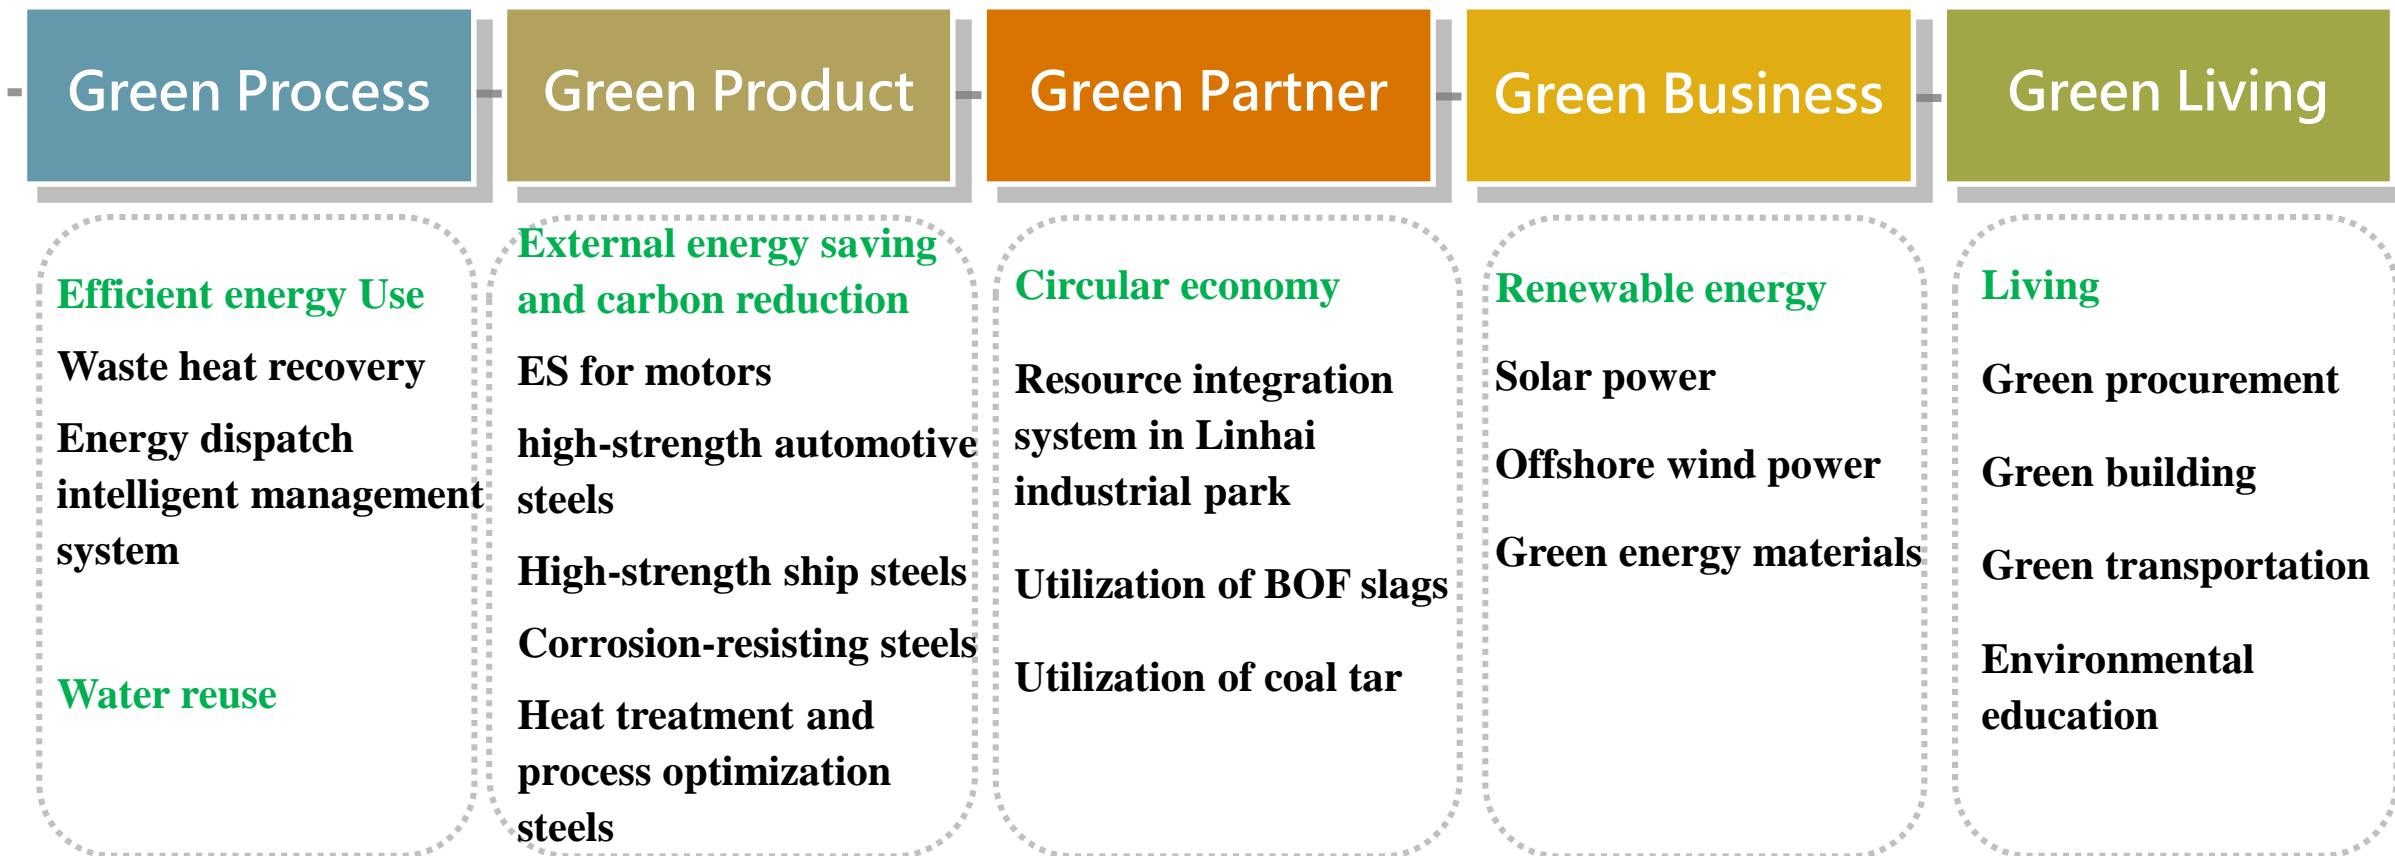 Green Process
Green Product
Green Partner
Green Business
Green Living
Efficient energy Use
Waste heat recovery
Energy dispatch
intelligent management
system
Water reuse
External energy saving
and carbon reduction
ES for motors
high-strength automotive
steels
High-strength ship steels
Corrosion-resisting steels
Heat treatment and
process optimization
steels
Circular economy
Resource integration
system in Linhai
industrial park
Utilization of BOF slags
Utilization of coal tar
Renewable energy
Solar power
Offshore wind power
Green energy materials
Living
Green procurement
Green building
Green transportation
Environmental
education